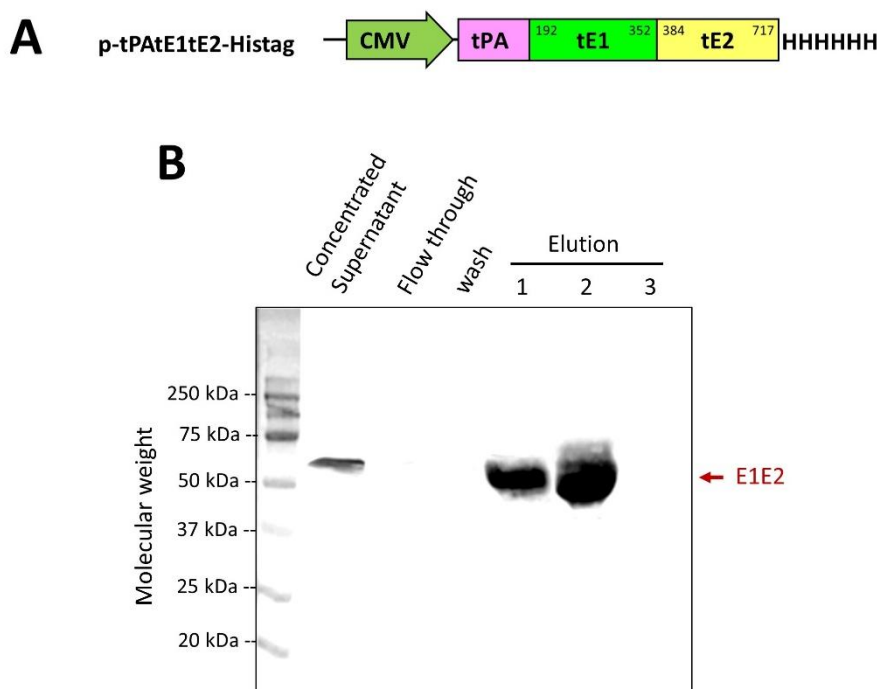 A
p-tPAtE1tE2-Histag
CMV
tPA
192 tE1 352
384 tE2 717
HHHHHH
B
Concentrated
Supernatant
Flow through
wash
Elution
1 2 3
Molecular weight
250 kDa --
75 kDa --
50 kDa --
37 kDa --
25 kDa --
20 kDa --
E1E2